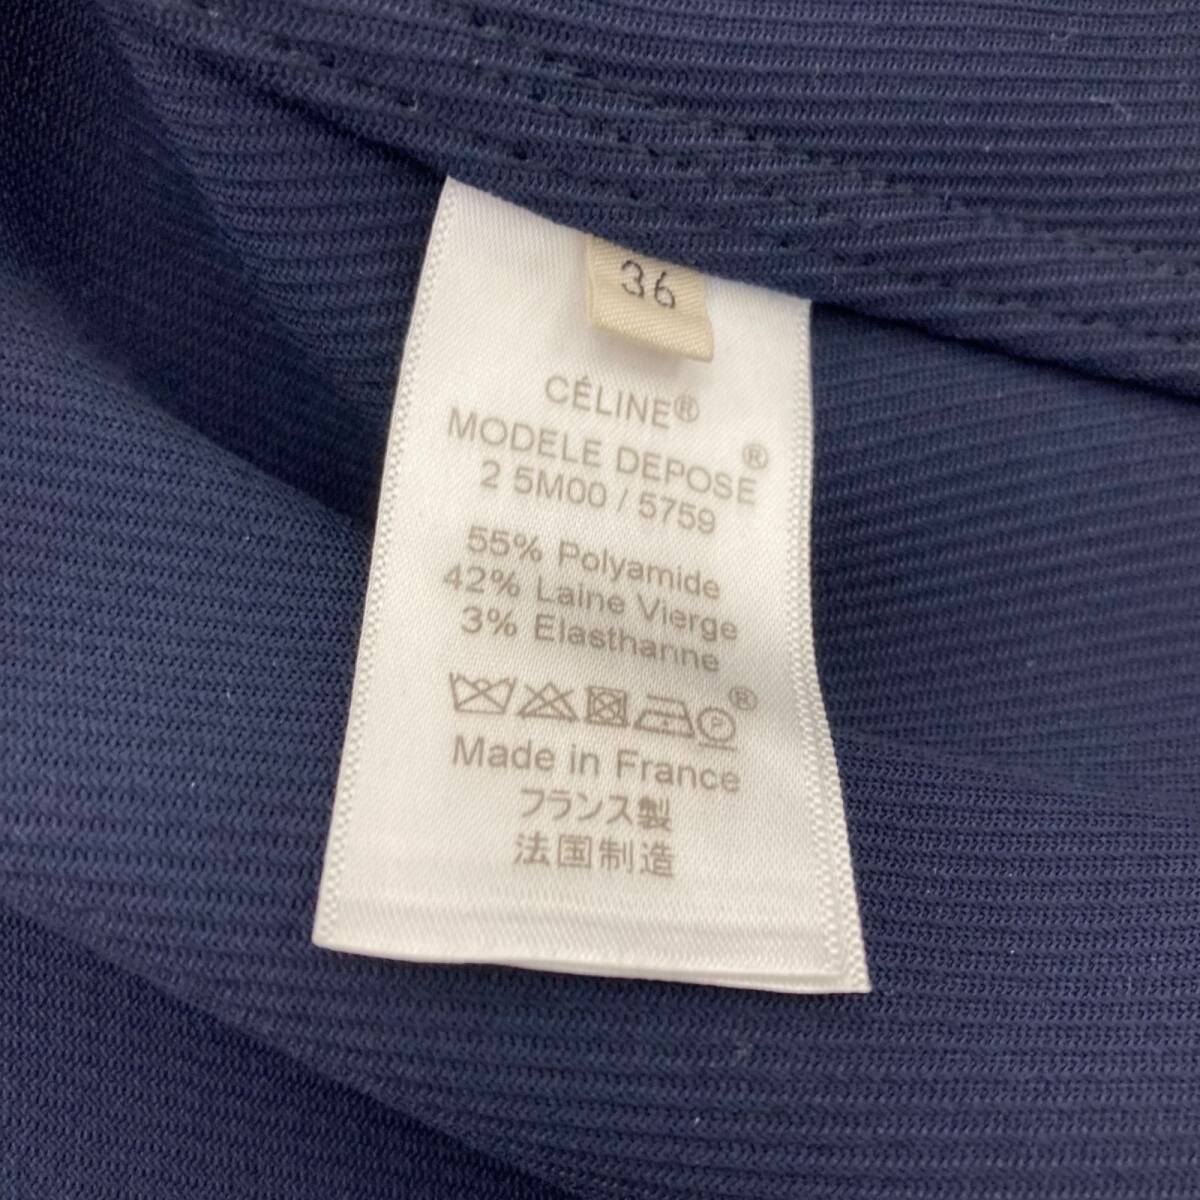 36
CÉLINE®
MODELE DEPOSE®
2 5M00 / 5759
55% Polyamide
42% Laine Vierge
3% Elasthanne
P ®
Made in France
フランス製
法国制造